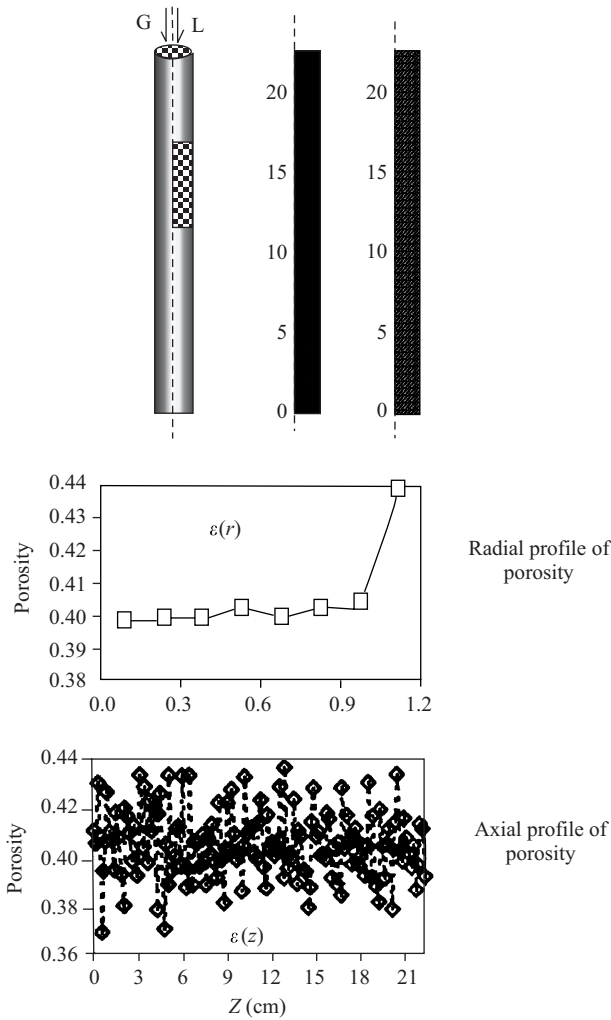 G L
20 20
15 15
10 10
5 5
0 0
0.44
0.43
0.42
0.41
0.40
0.39
0.38
Porosity
ε(r)
0.0 0.3 0.6 0.9 1.2
Radial profile of
porosity
0.44
0.42
0.40
0.38
0.36
Porosity
ε(z)
0 3 6 9 12 15 18 21
Z (cm)
Axial profile of
porosity